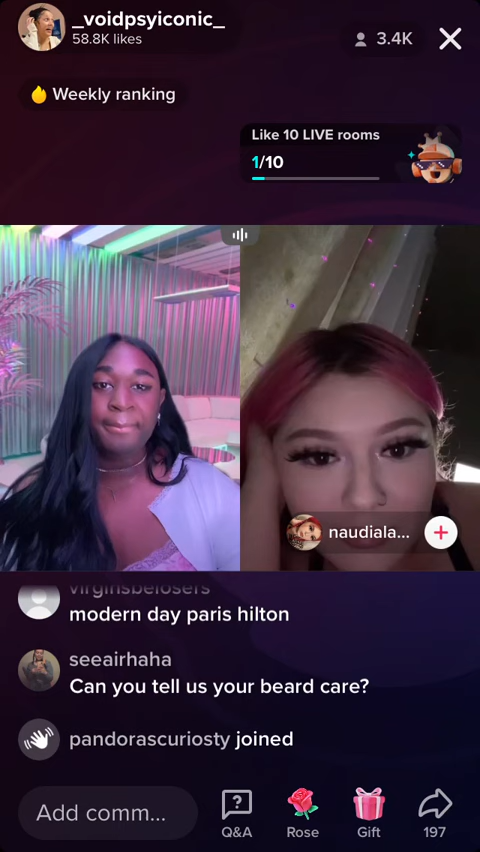 _voidpsyiconic_
58.8K likes
3.4K
Weekly ranking
Like 10 LIVE rooms
1/10
naudiala...
virginsbelosers
modern day paris hilton
seeairhaha
Can you tell us your beard care?
pandorascuriosty joined
Add comm...
Q&A
Rose
Gift
197